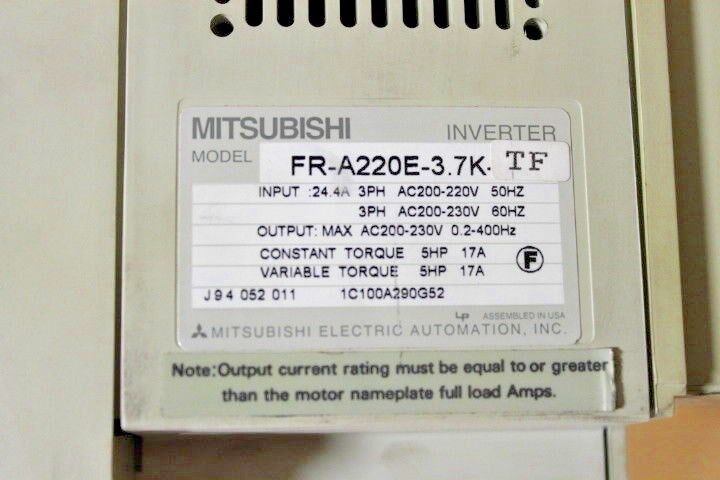 MITSUBISHI INVERTER
MODEL FR-A220E-3.7K- TF
INPUT :24.4A 3PH AC200-220V 50HZ
3PH AC200-230V 60HZ
OUTPUT: MAX AC200-230V 0.2-400Hz
CONSTANT TORQUE 5HP 17A
VARIABLE TORQUE 5HP 17A
F
J94 052 011 1C100A290G52
LP ASSEMBLED IN USA
MITSUBISHI ELECTRIC AUTOMATION, INC.
Note:Output current rating must be equal to or greater
than the motor nameplate full load Amps.